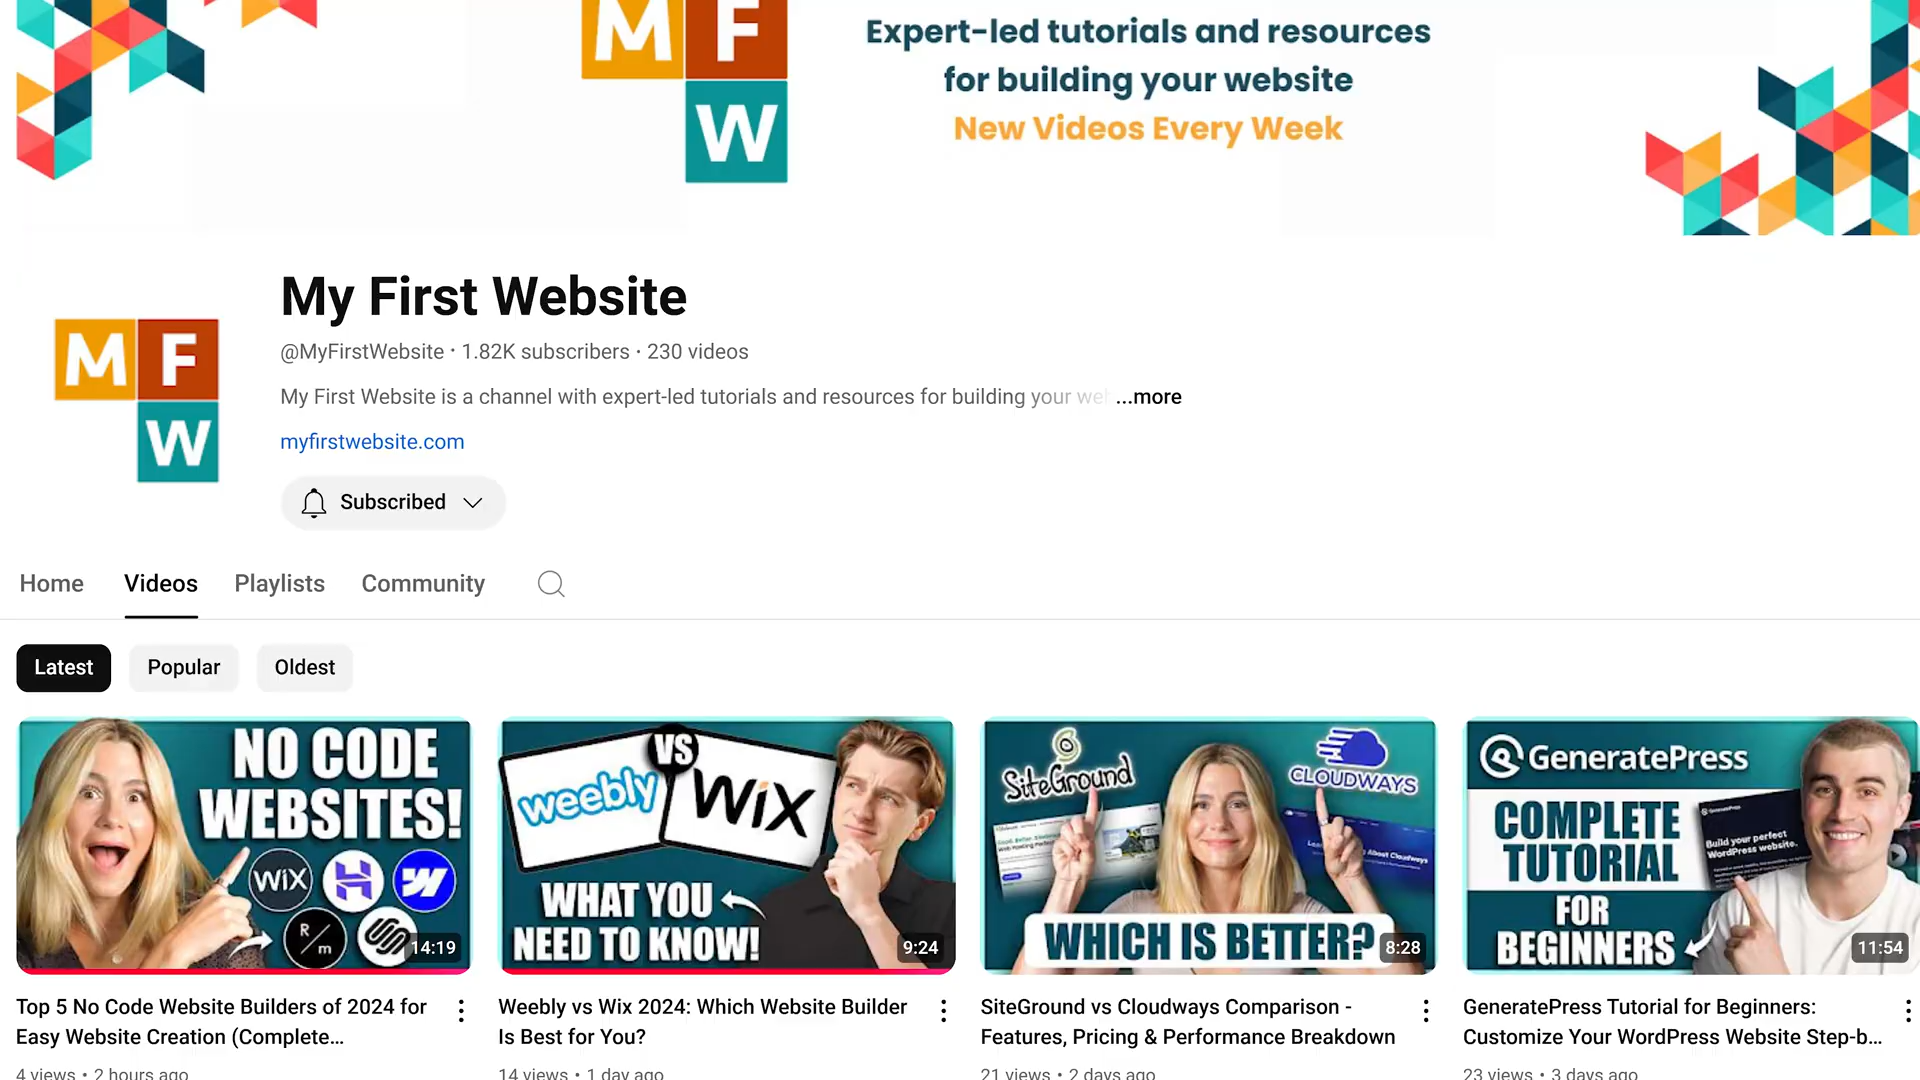 M F
W
Expert-led tutorials and resources
for building your website
New Videos Every Week
My First Website
@MyFirstWebsite · 1.82K subscribers · 230 videos
My First Website is a channel with expert-led tutorials and resources for building your we ...more
M F
W
myfirstwebsite.com
Subscribed
Home Videos Playlists Community
Latest Popular Oldest
NO CODE
WEBSITES!
WiX
R/m
14:19
weebly VS WiX
WHAT YOU
NEED TO KNOW!
9:24
SiteGround
CLOUDWAYS
WHICH IS BETTER?
8:28
GeneratePress
COMPLETE
TUTORIAL
FOR
BEGINNERS
GeneratePress
Build your perfect
WordPress website.
11:54
Top 5 No Code Website Builders of 2024 for
Easy Website Creation (Complete...
4 views • 2 hours ago
Weebly vs Wix 2024: Which Website Builder
Is Best for You?
14 views • 1 day ago
SiteGround vs Cloudways Comparison -
Features, Pricing & Performance Breakdown
21 views • 2 days ago
GeneratePress Tutorial for Beginners:
Customize Your WordPress Website Step-b...
23 views • 3 days ago